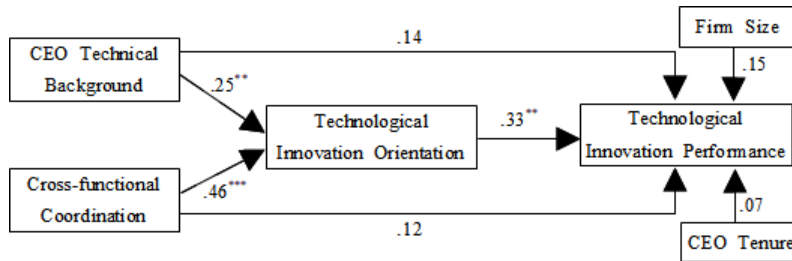 CEO Technical
Background
.14
Firm Size
.15
.25**
Technological
Innovation Orientation
.33**
Technological
Innovation Performance
Cross-functional
Coordination
.46***
.12
.07
CEO Tenure